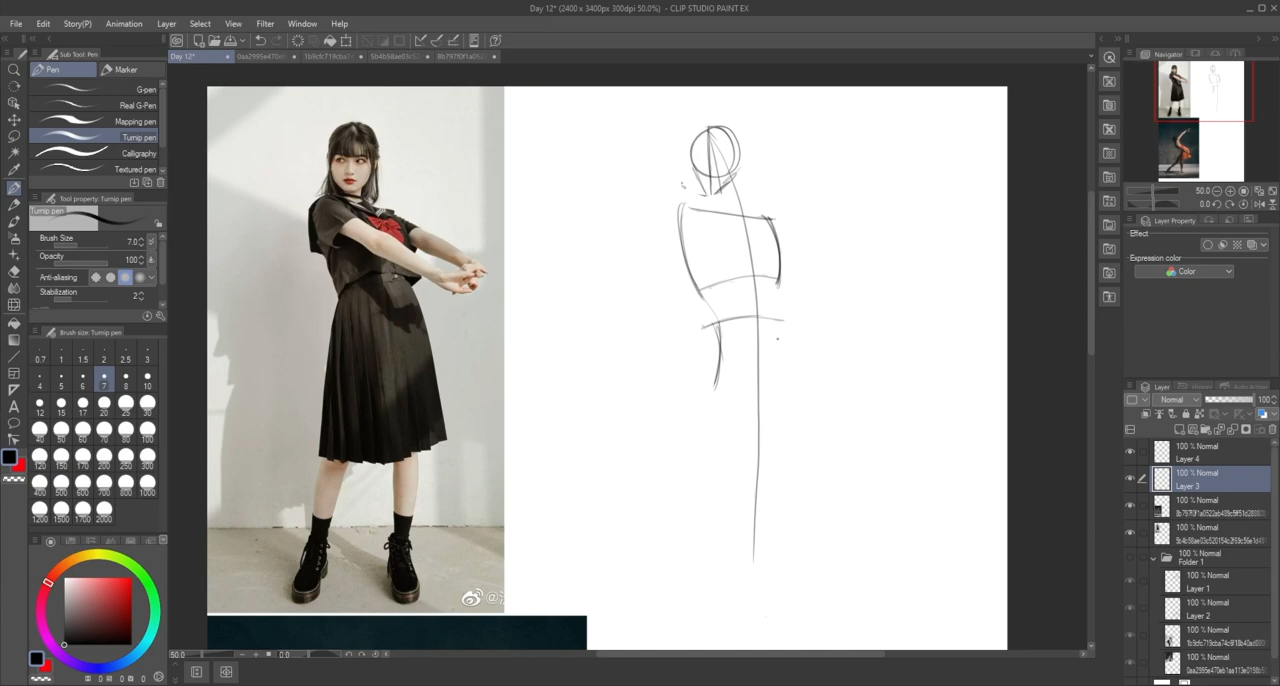 Day 12* (2400 x 3400px 300dpi 50.0%) - CLIP STUDIO PAINT EX
File Edit Story(P) Animation Layer Select View Filter Window Help
Sub Tool: Pen
Day 12*
Navigator
Pen Marker
G-pen
Real G-Pen
Mapping pen
Turnip pen
Calligraphy
Textured pen
Tool property: Turnip pen
Turnip pen
Brush Size 7.0
Opacity 100
Anti-aliasing
Stabilization 2
Brush size: Turnip pen
0.7 1 1.5 2 2.5 3
4 5 6 7 8 10
12 15 17 20 25 30
40 50 60 70 80 100
120 150 170 200 250 300
400 500 600 700 800 1000
1200 1500 1700 2000
50.0 0.0
50.0
0.0
Layer Property
Effect
Expression color
Color
Layer
Normal 100
100 % Normal
Layer 4
100 % Normal
Layer 3
100 % Normal
100 % Normal
100 % Normal
Folder 1
100 % Normal
Layer 1
100 % Normal
Layer 2
100 % Normal
100 % Normal